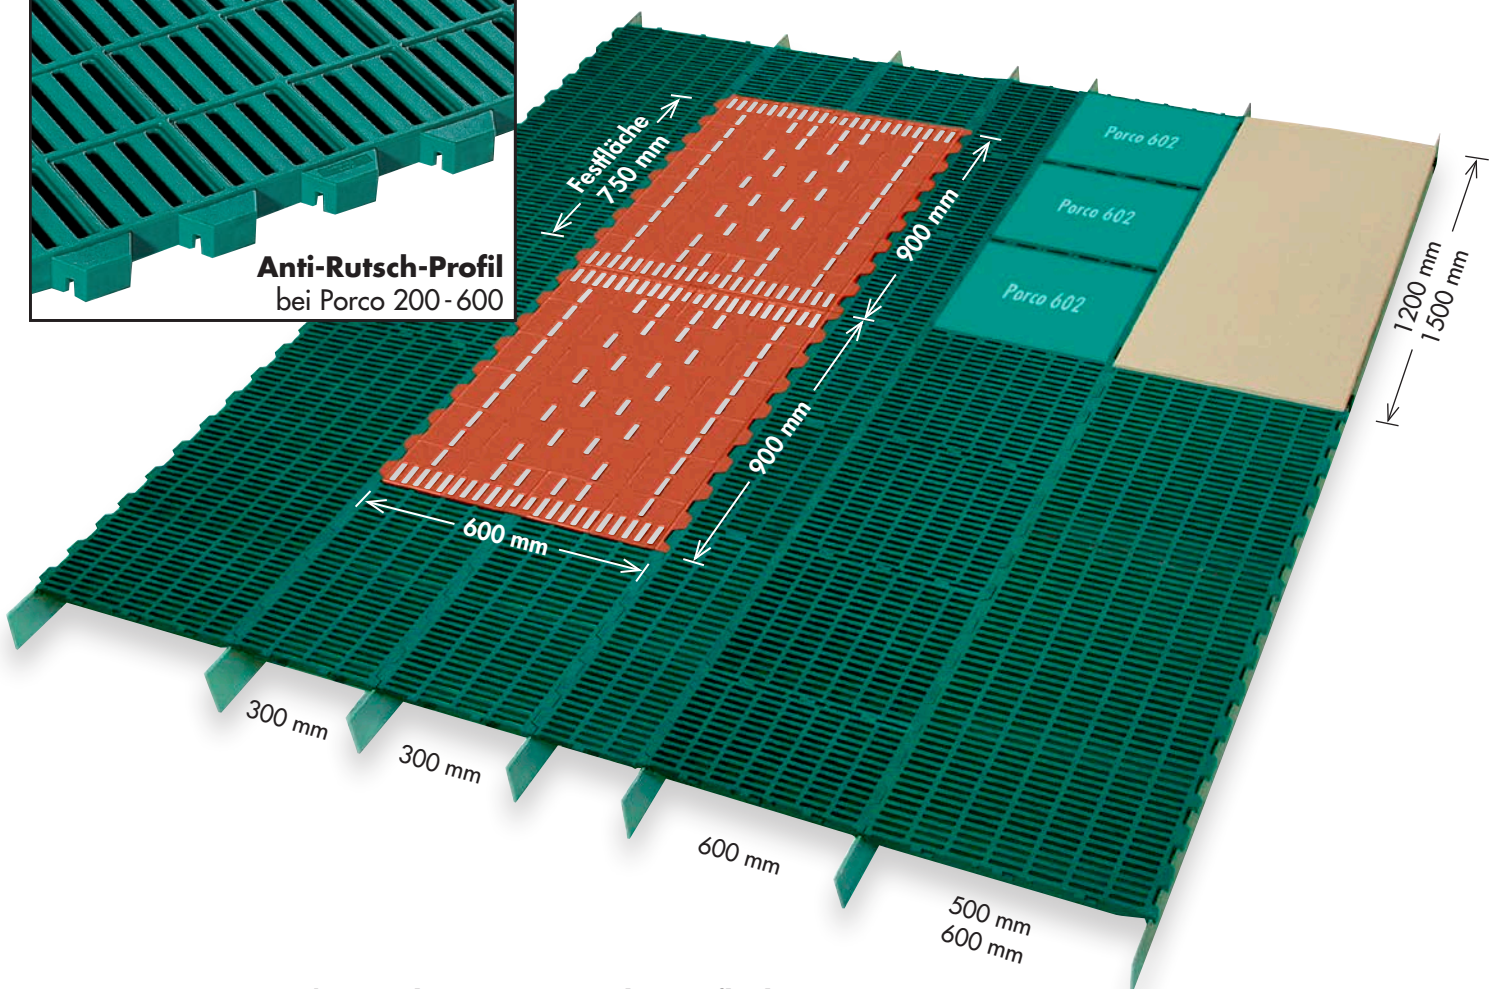 Anti-Rutsch-Profil
bei Porco 200-600
Festfläche
750 mm
900 mm
900 mm
600 mm
Porco 602
Porco 602
Porco 602
1200 mm
1500 mm
300 mm
300 mm
600 mm
500 mm
600 mm